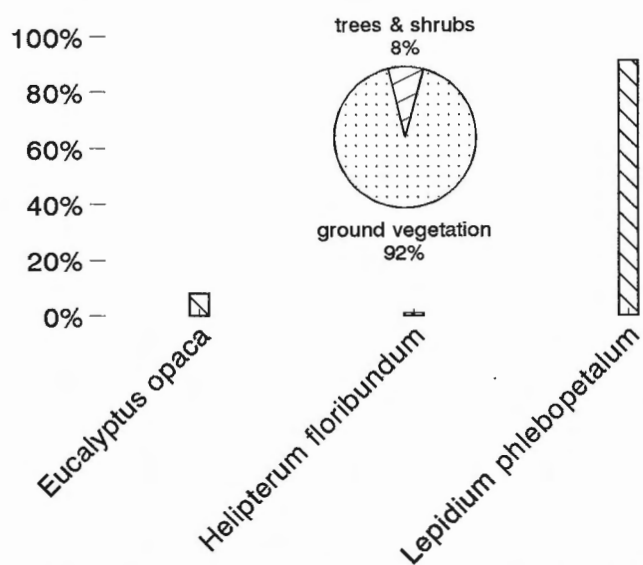 100%
80%
60%
40%
20%
0%
trees & shrubs
8%
ground vegetation
92%
Eucalyptus opaca
Helipterum floribundum
Lepidium phlebopetalum